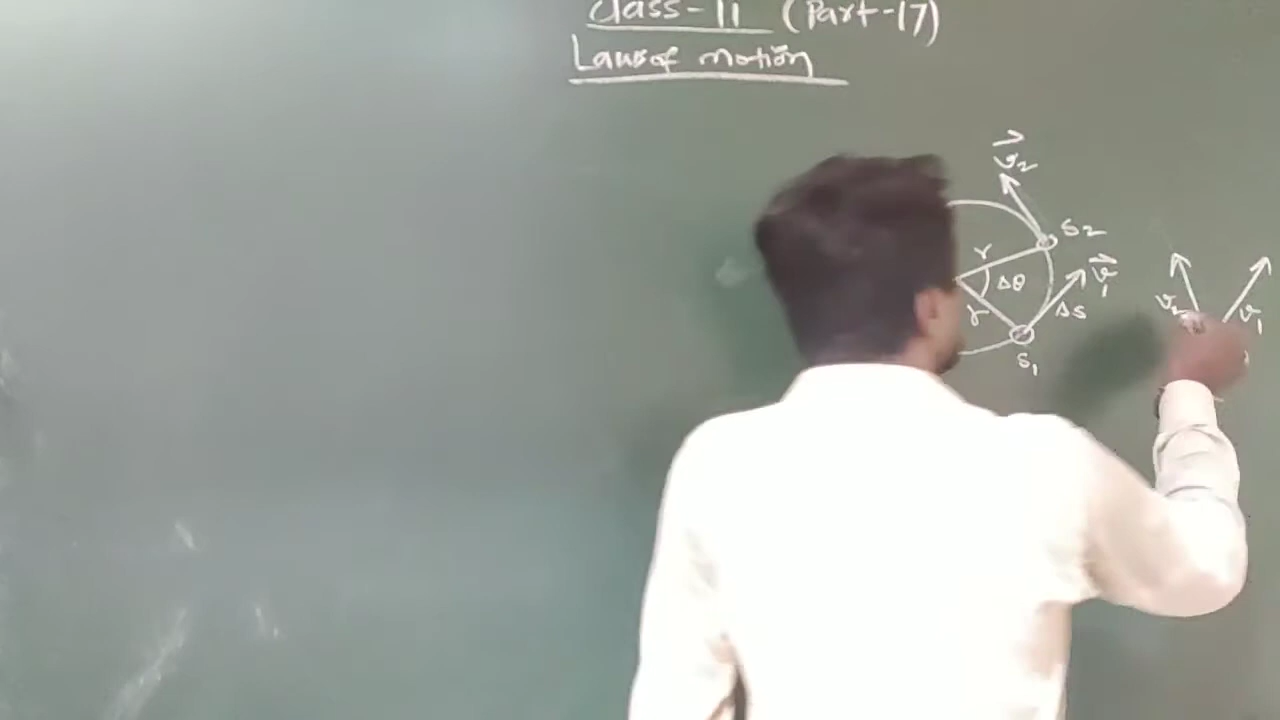 Class-11 (Part-17)
Laws of motion
v₂
S₂
r
Δθ
v₁
r
Δs
S₁
v₂
v₁